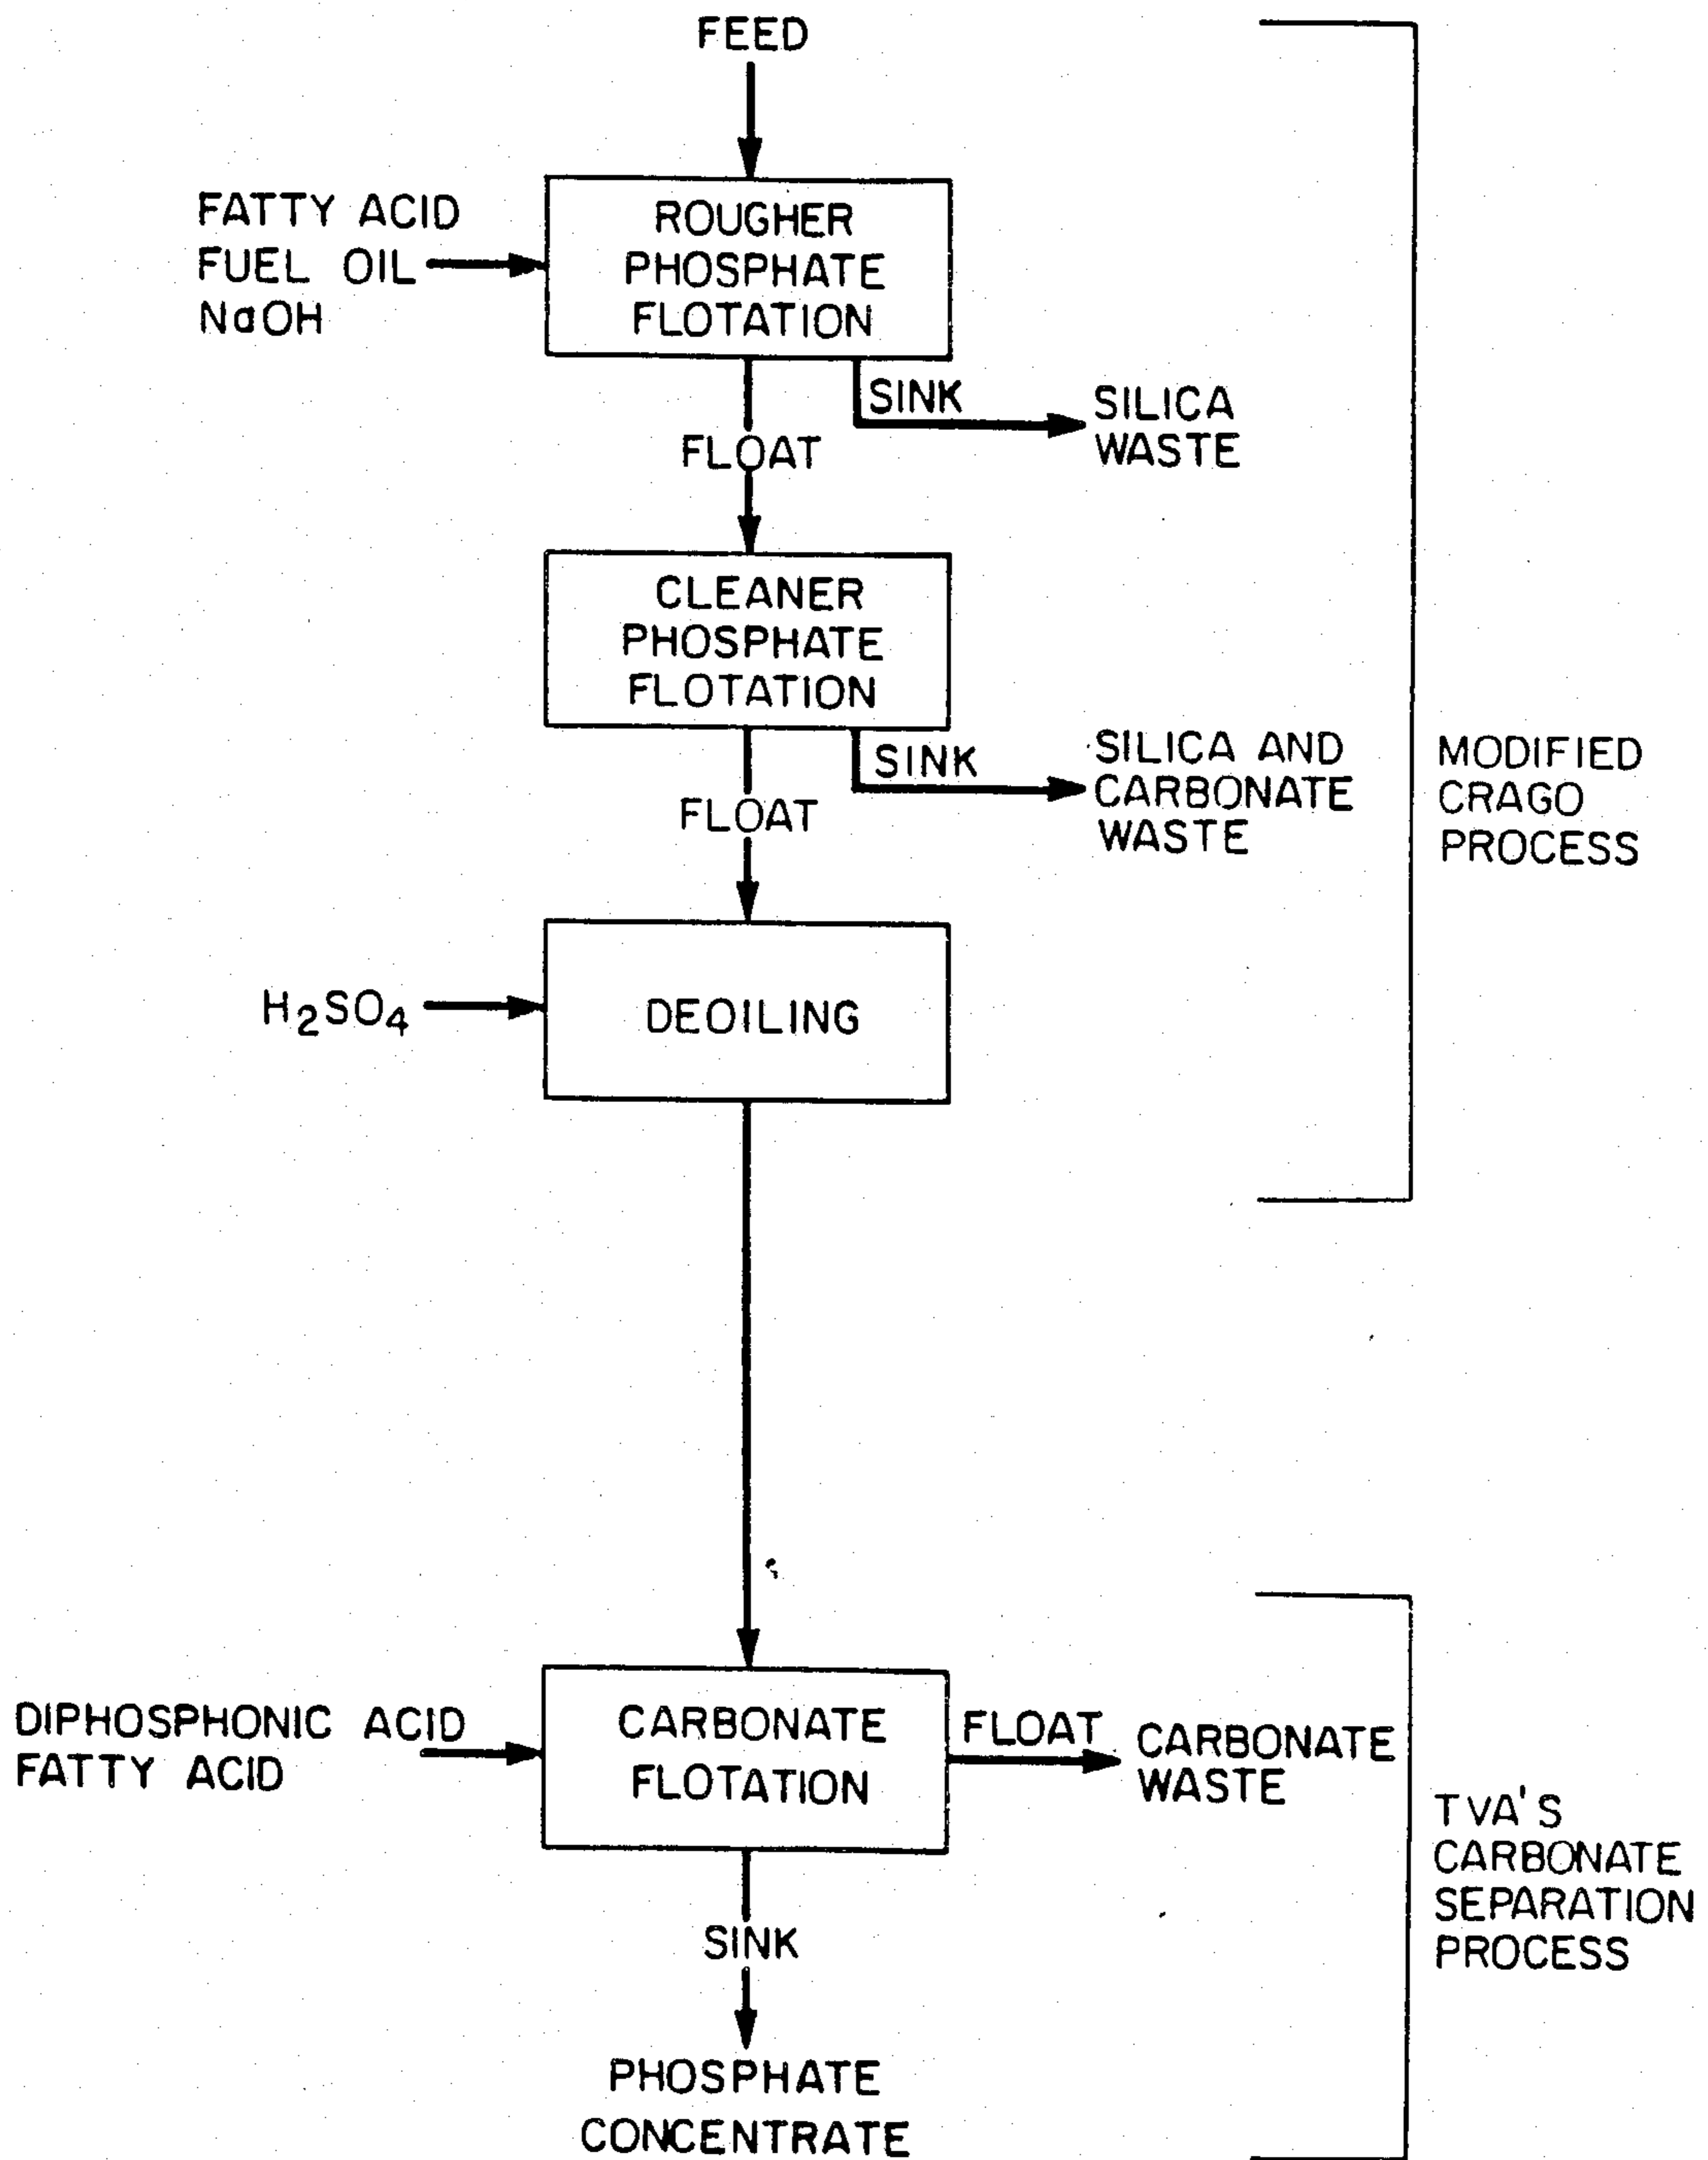 FEED
FATTY ACID
FUEL OIL
NaOH
ROUGHER
PHOSPHATE
FLOTATION
SINK
SILICA
WASTE
FLOAT
CLEANER
PHOSPHATE
FLOTATION
SINK
SILICA AND
CARBONATE
WASTE
FLOAT
MODIFIED
CRAGO
PROCESS
H2SO4
DEOILING
DIPHOSPHONIC ACID
FATTY ACID
CARBONATE
FLOTATION
FLOAT
CARBONATE
WASTE
TVA'S
CARBONATE
SEPARATION
PROCESS
SINK
PHOSPHATE
CONCENTRATE